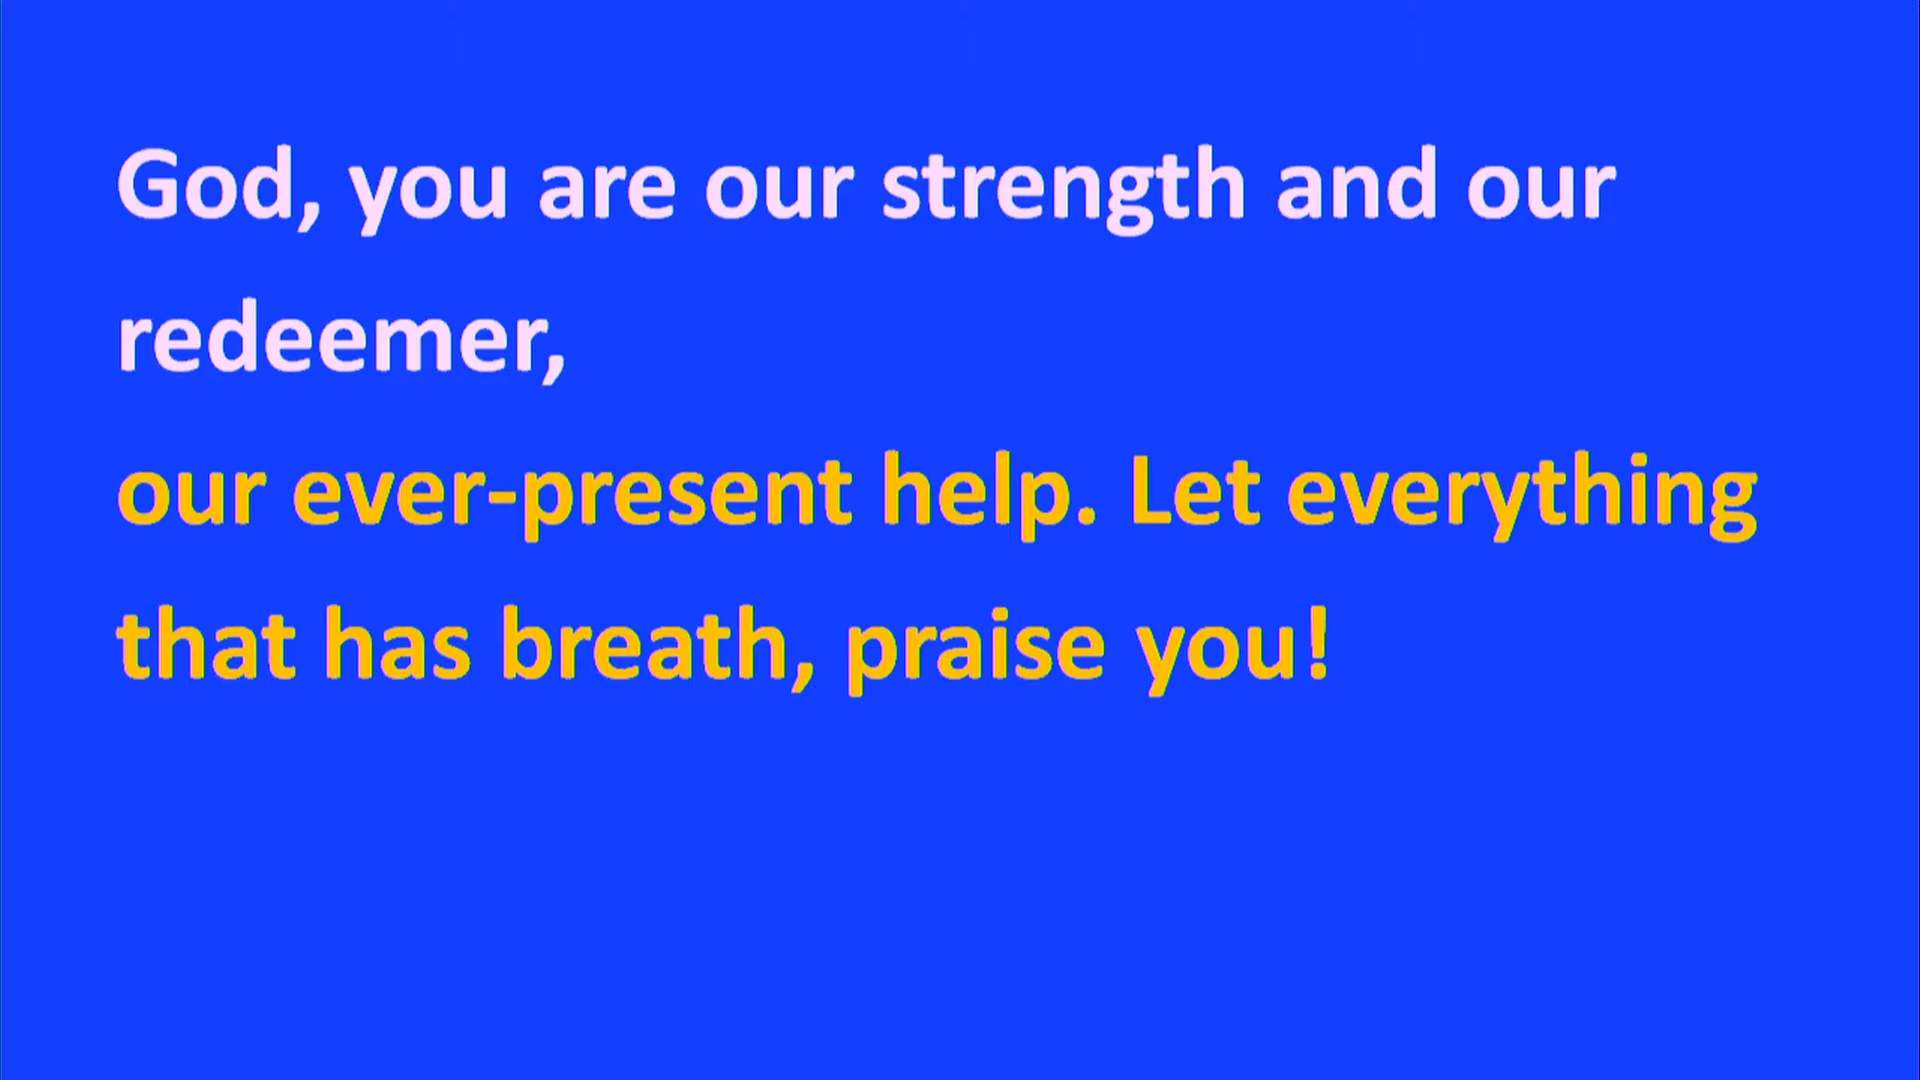 God, you are our strength and our
redeemer,
our ever-present help. Let everything
that has breath, praise you!